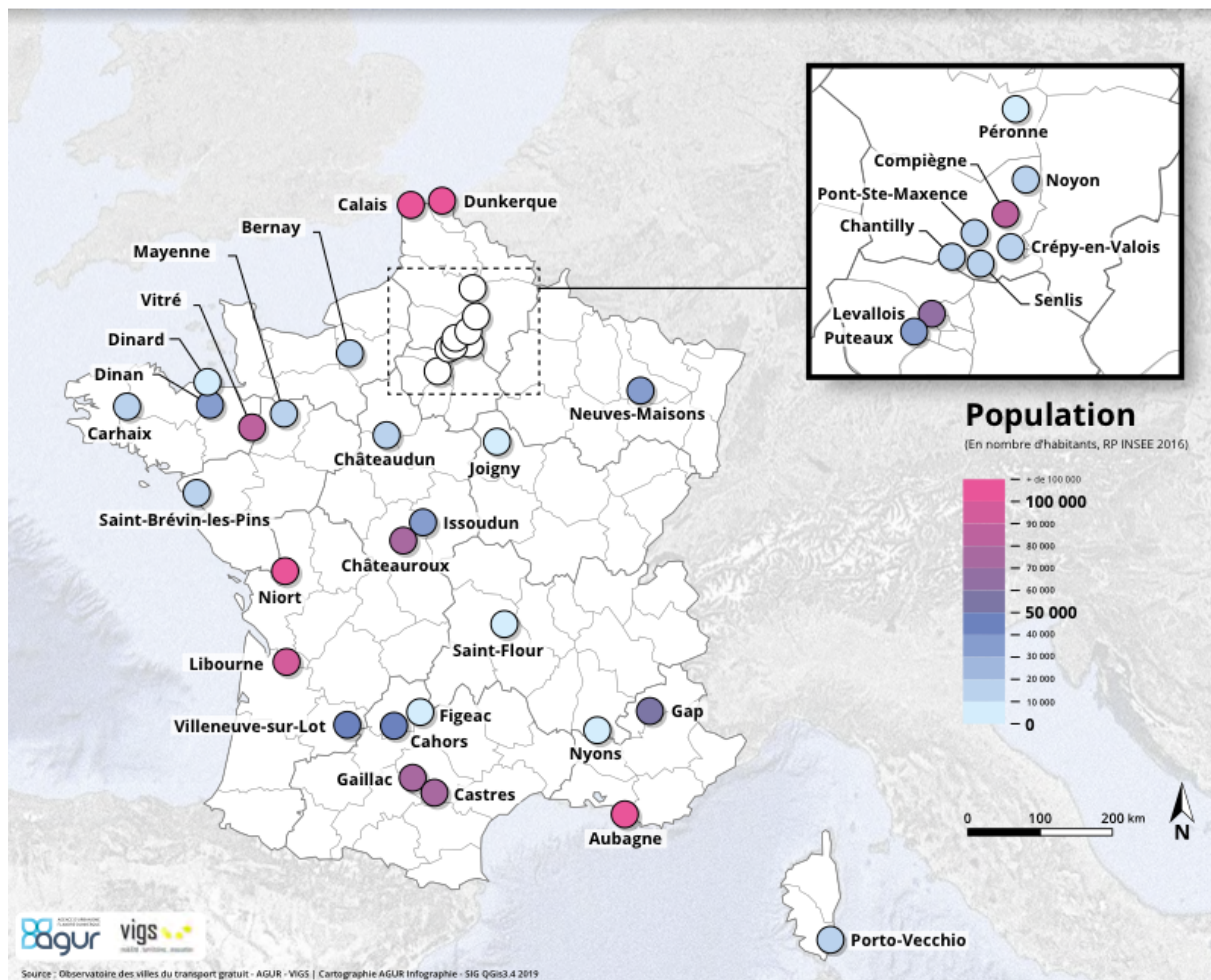 Péronne
Compiègne
Noyon
Pont-Ste-Maxence
Chantilly
Crépy-en-Valois
Senlis
Levallois
Puteaux
Calais
Dunkerque
Bernay
Mayenne
Vitré
Dinard
Dinan
Carhaix
Neuves-Maisons
Châteaudun
Joigny
Saint-Brévin-les-Pins
Issoudun
Châteauroux
Niort
Saint-Flour
Libourne
Villeneuve-sur-Lot
Figeac
Cahors
Gap
Nyons
Gaillac
Castres
Aubagne
Porto-Vecchio
Population
(En nombre d'habitants, RP INSEE 2016)
+ de 100 000
100 000
90 000
80 000
70 000
60 000
50 000
40 000
30 000
20 000
10 000
0
0 100 200 km
N
agur
vigs
Source : Observatoire des villes du transport gratuit - AGUR - VIGS | Cartographie AGUR Infographie - SIG QGis3.4 2019